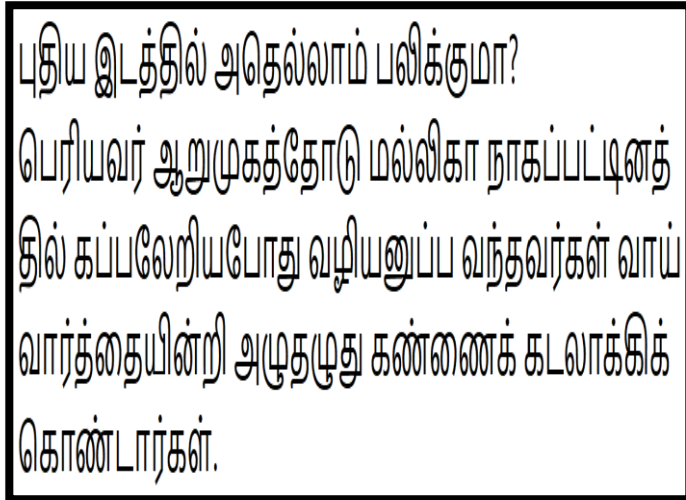 புதிய இடத்தில் அதெல்லாம் பலிக்குமா?
பெரியவர் ஆறுமுகத்தோடு மல்லிகா நாகப்பட்டினத்
தில் கப்பலேறியபோது வழியனுப்ப வந்தவர்கள் வாய்
வார்த்தையின்றி அழுதழுது கண்ணைக் கடலாக்கிக்
கொண்டார்கள்.